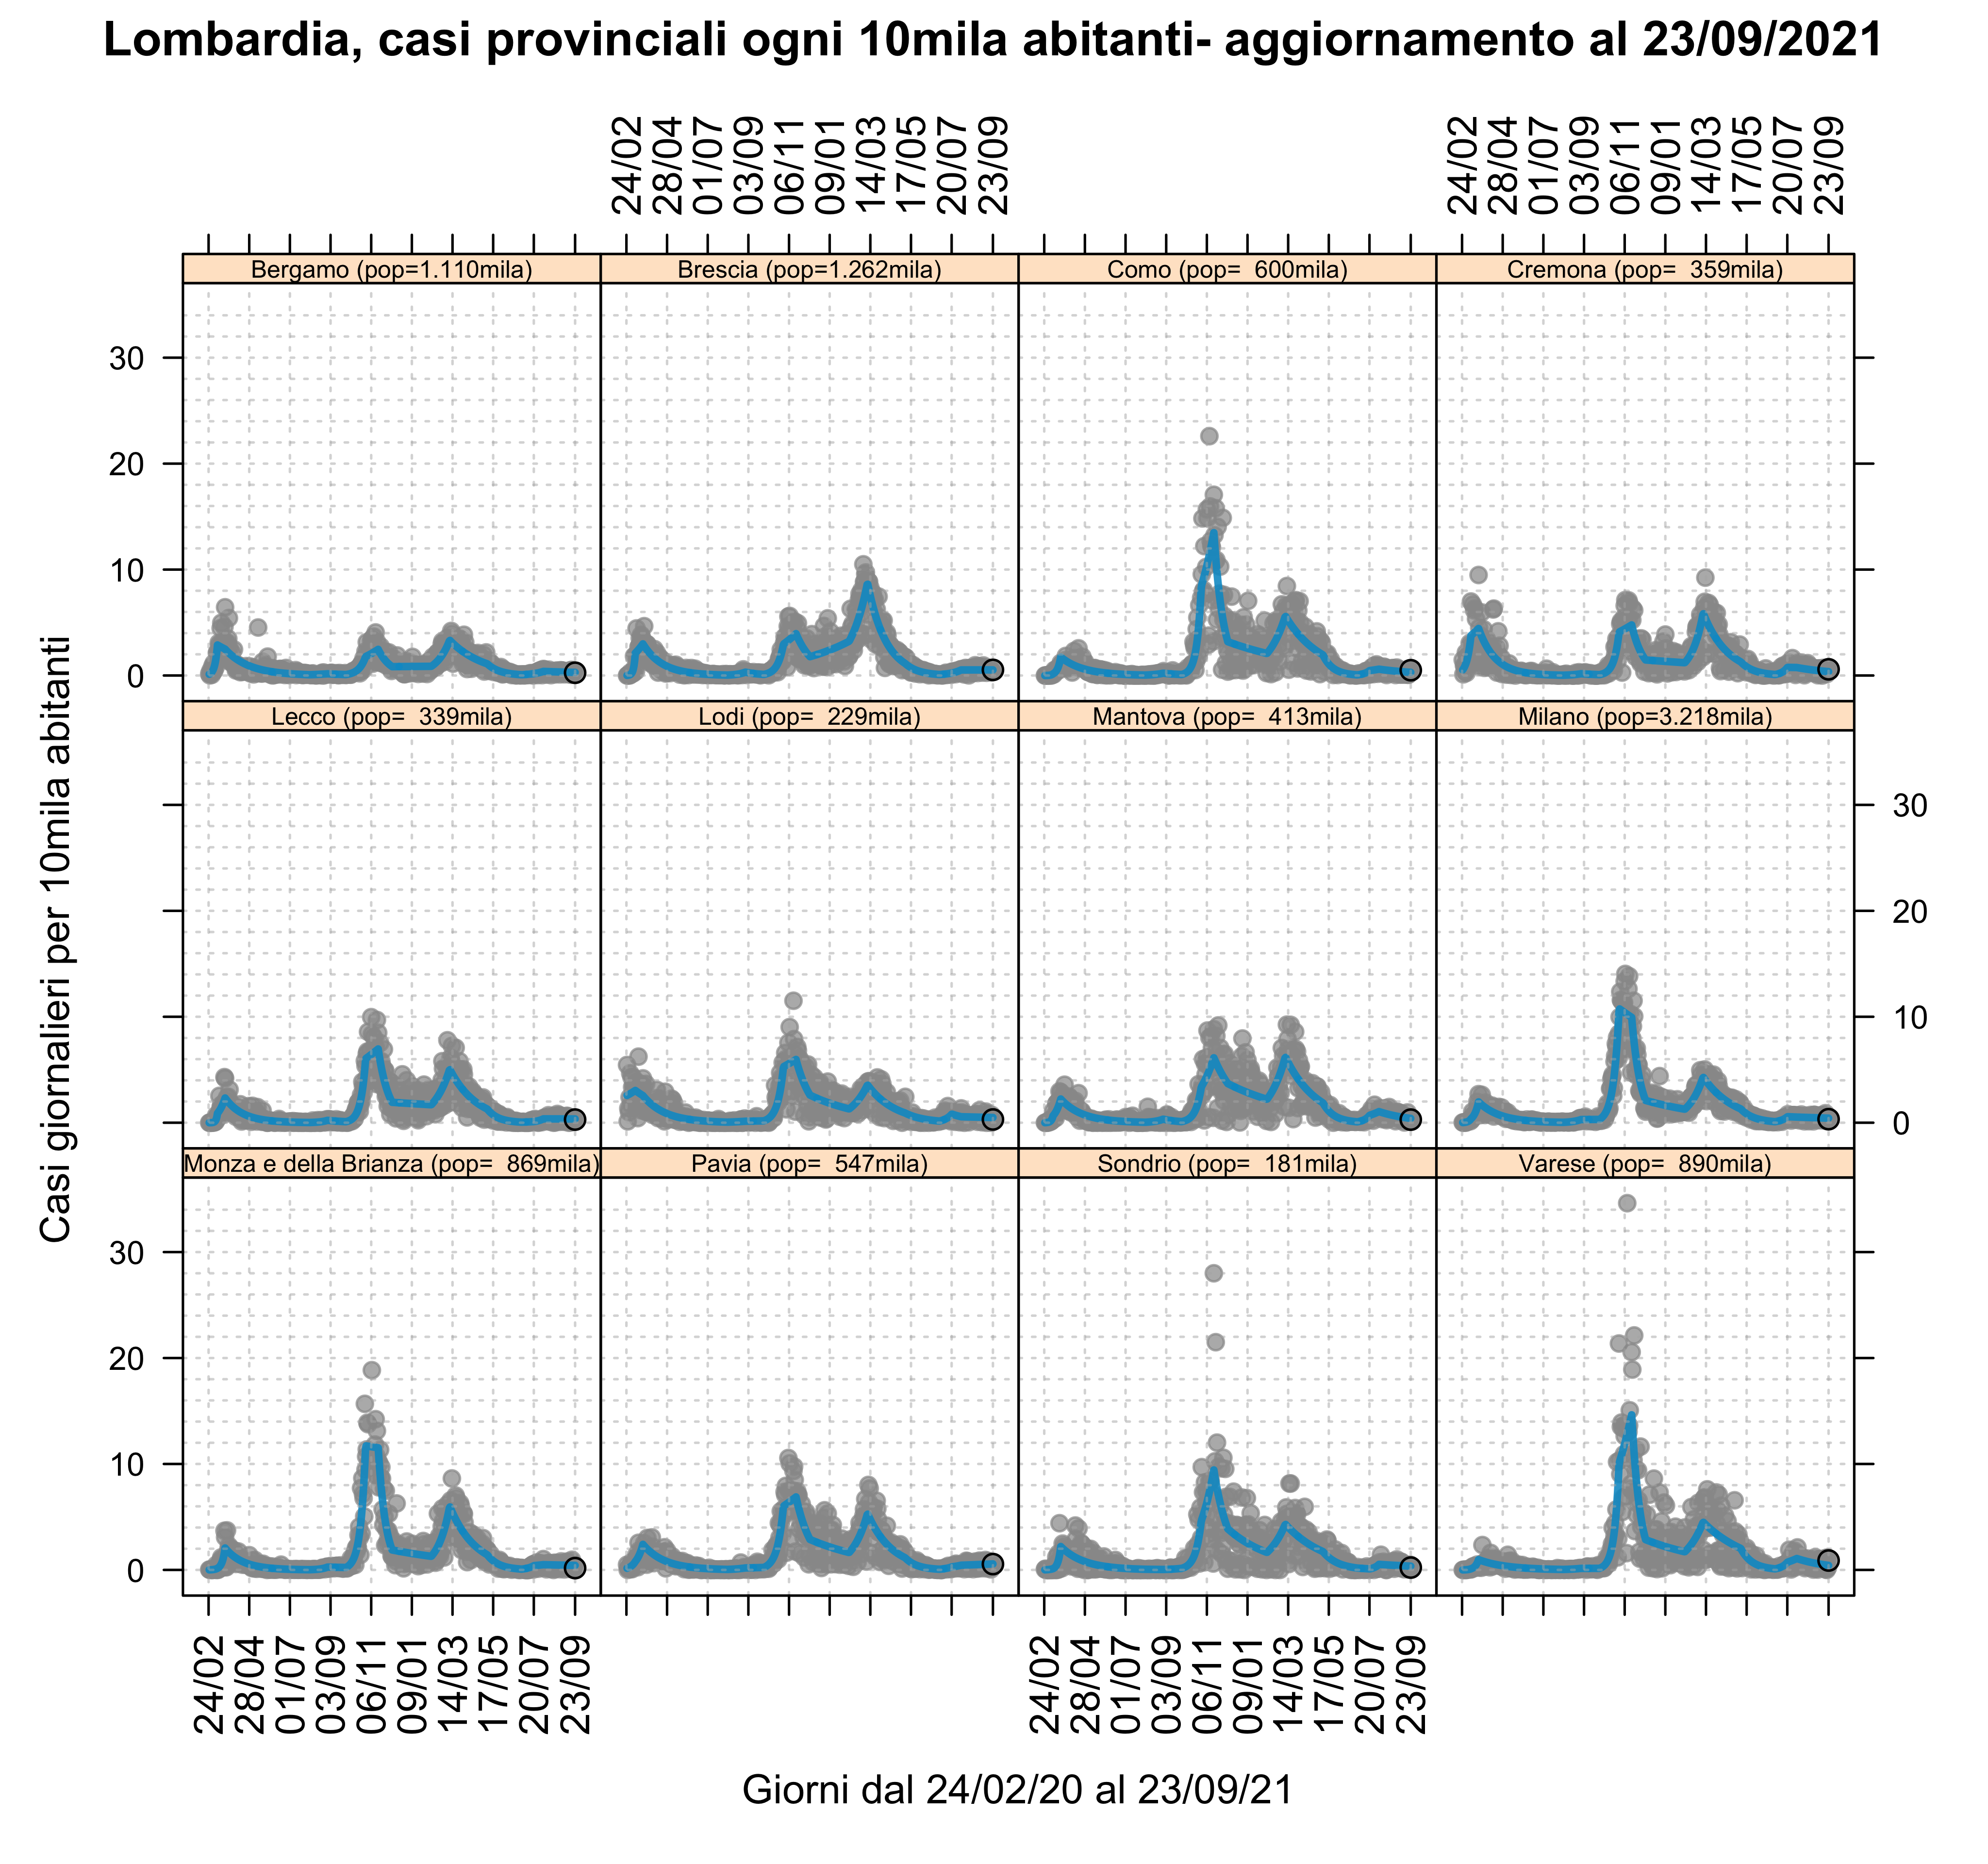 Lombardia, casi provinciali ogni 10mila abitanti- aggiornamento al 23/09/2021
24/02 28/04 01/07 03/09 06/11 09/01 14/03 17/05 20/07 23/09
24/02 28/04 01/07 03/09 06/11 09/01 14/03 17/05 20/07 23/09
Bergamo (pop=1.110mila)
Brescia (pop=1.262mila)
Como (pop=  600mila)
Cremona (pop=  359mila)
30
20
10
0
Lecco (pop=  339mila)
Lodi (pop=  229mila)
Mantova (pop=  413mila)
Milano (pop=3.218mila)
30
20
10
0
Monza e della Brianza (pop=  869mila)
Pavia (pop=  547mila)
Sondrio (pop=  181mila)
Varese (pop=  890mila)
30
20
10
0
Casi giornalieri per 10mila abitanti
24/02 28/04 01/07 03/09 06/11 09/01 14/03 17/05 20/07 23/09
24/02 28/04 01/07 03/09 06/11 09/01 14/03 17/05 20/07 23/09
Giorni dal 24/02/20 al 23/09/21